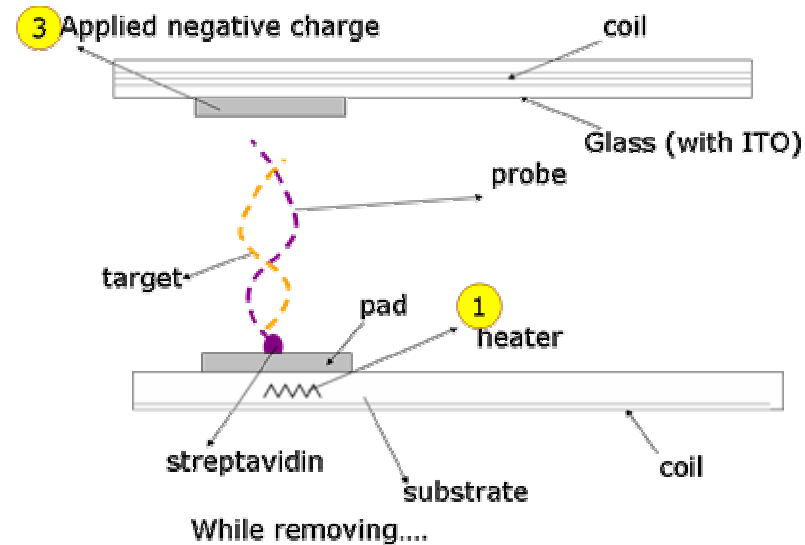 3 Applied negative charge
coil
Glass (with ITO)
probe
target
pad
1
heater
streptavidin
coil
substrate
While removing....